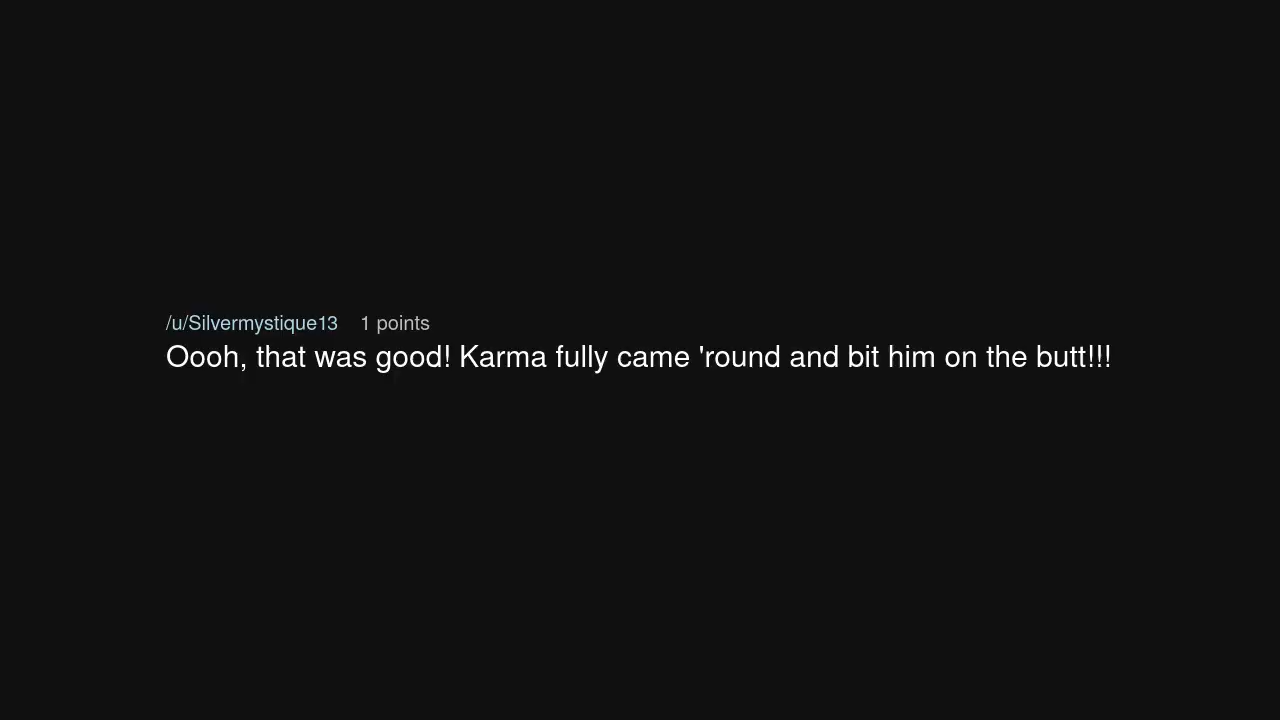 /u/Silvermystique13 1 points
Oooh, that was good! Karma fully came 'round and bit him on the butt!!!